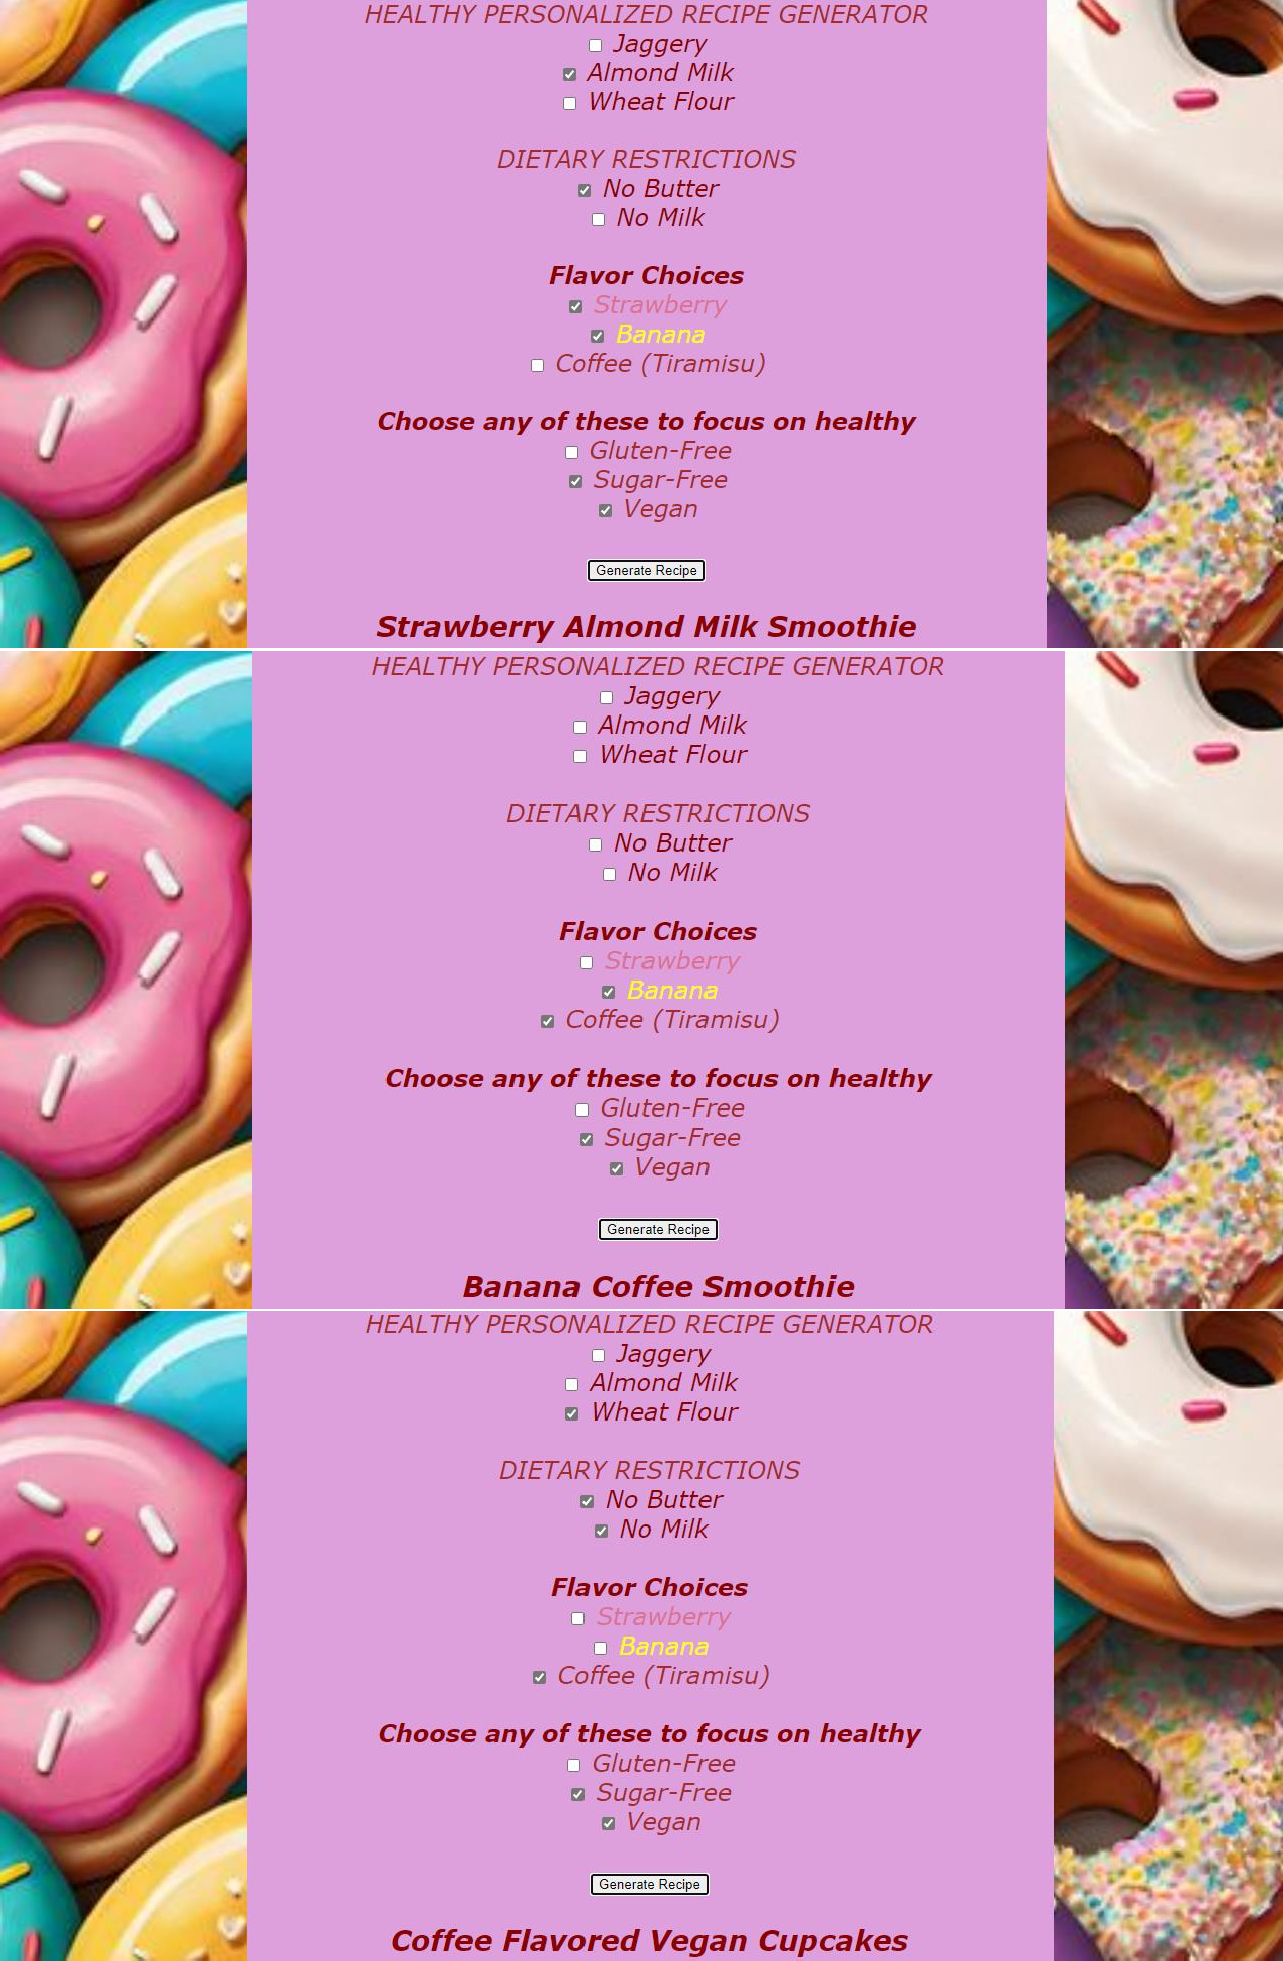 HEALTHY PERSONALIZED RECIPE GENERATOR
Jaggery
Almond Milk
Wheat Flour
DIETARY RESTRICTIONS
No Butter
No Milk
Flavor Choices
Strawberry
Banana
Coffee (Tiramisu)
Choose any of these to focus on healthy
Gluten-Free
Sugar-Free
Vegan
Generate Recipe
Strawberry Almond Milk Smoothie
HEALTHY PERSONALIZED RECIPE GENERATOR
Jaggery
Almond Milk
Wheat Flour
DIETARY RESTRICTIONS
No Butter
No Milk
Flavor Choices
Strawberry
Banana
Coffee (Tiramisu)
Choose any of these to focus on healthy
Gluten-Free
Sugar-Free
Vegan
Generate Recipe
Banana Coffee Smoothie
HEALTHY PERSONALIZED RECIPE GENERATOR
Jaggery
Almond Milk
Wheat Flour
DIETARY RESTRICTIONS
No Butter
No Milk
Flavor Choices
Strawberry
Banana
Coffee (Tiramisu)
Choose any of these to focus on healthy
Gluten-Free
Sugar-Free
Vegan
Generate Recipe
Coffee Flavored Vegan Cupcakes